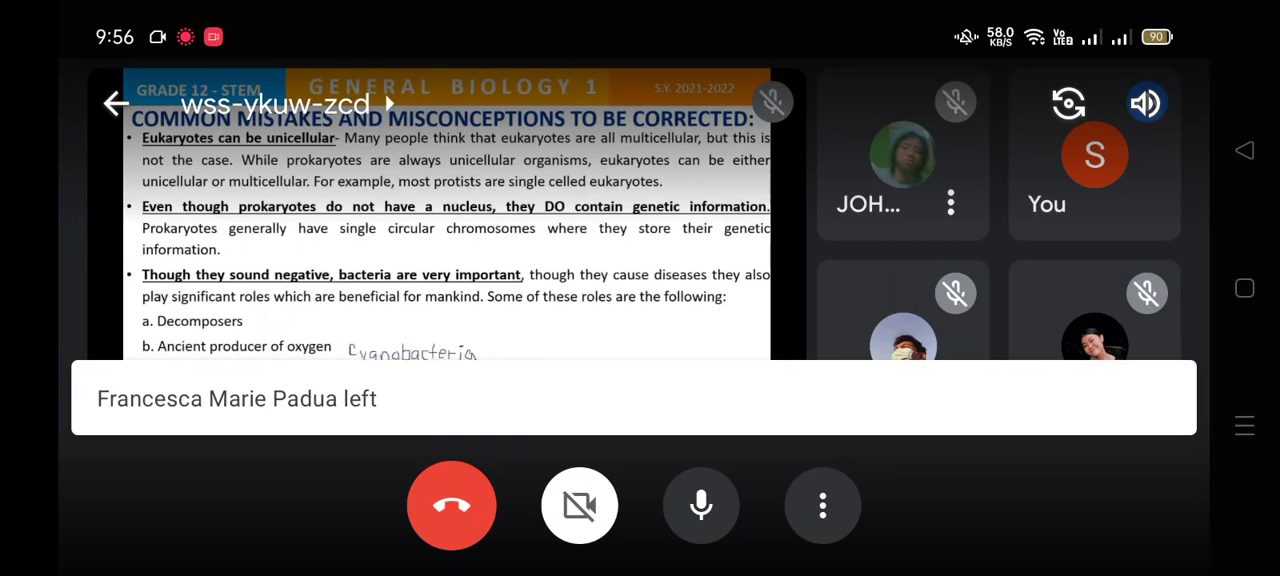 9:56
58.0
KB/S
Vo
LTE2
90
GRADE 12 - STEM
GENERAL BIOLOGY 1
S.Y. 2021-2022
wss-ykuw-zcd
COMMON MISTAKES AND MISCONCEPTIONS TO BE CORRECTED:
• Eukaryotes can be unicellular- Many people think that eukaryotes are all multicellular, but this is
not the case. While prokaryotes are always unicellular organisms, eukaryotes can be either
unicellular or multicellular. For example, most protists are single celled eukaryotes.
• Even though prokaryotes do not have a nucleus, they DO contain genetic information.
Prokaryotes generally have single circular chromosomes where they store their genetic
information.
• Though they sound negative, bacteria are very important, though they cause diseases they also
play significant roles which are beneficial for mankind. Some of these roles are the following:
a. Decomposers
b. Ancient producer of oxygen Cyanobacteria
JOH...
S
You
Francesca Marie Padua left